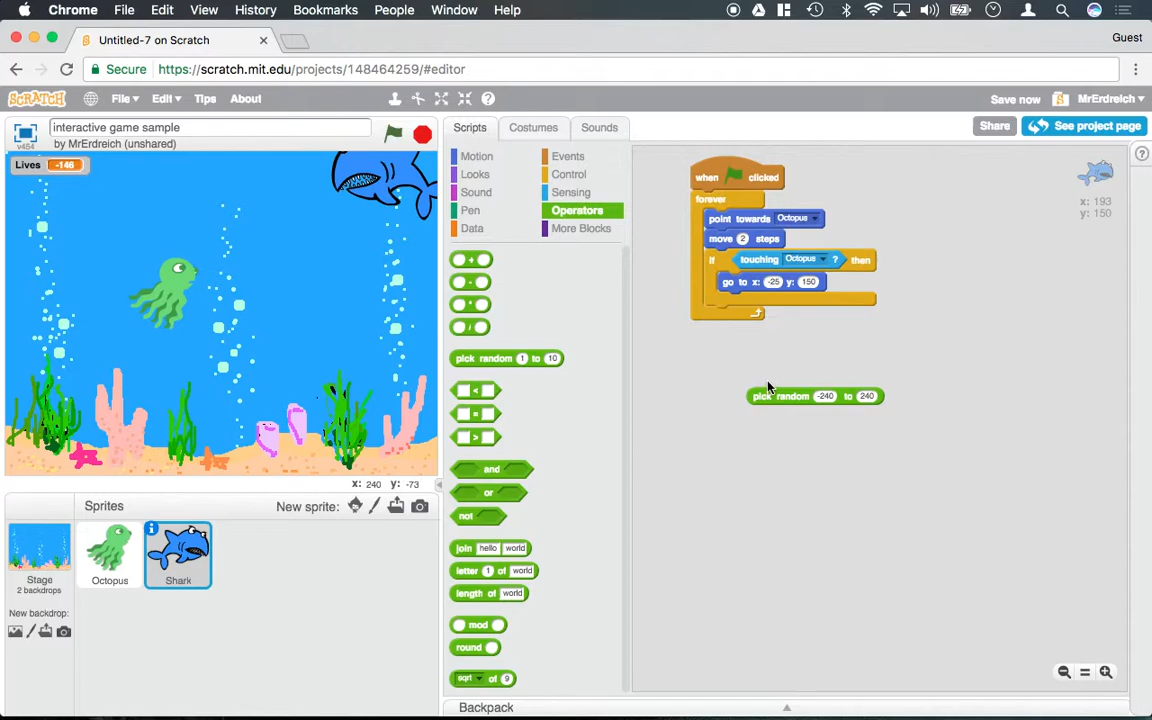 Chrome File Edit View History Bookmarks People Window Help
Untitled-7 on Scratch
Guest
Secure https://scratch.mit.edu/projects/148464259/#editor
SCRATCH File Edit Tips About Save now MrErdreich
interactive game sample
by MrErdreich (unshared)
v454
Scripts Costumes Sounds
Share See project page
Lives -146
Motion Events
Looks Control
Sound Sensing
Pen Operators
Data More Blocks
+
-
*
/
pick random 1 to 10
<
=
>
and
or
not
join hello world
letter 1 of world
length of world
mod
round
sqrt of 9
when clicked
forever
point towards Octopus
move 2 steps
if touching Octopus ? then
go to x: -25 y: 150
pick random -240 to 240
x: 193
y: 150
x: 240 y: -73
Sprites New sprite:
Stage
2 backdrops
New backdrop:
Octopus
Shark
Backpack